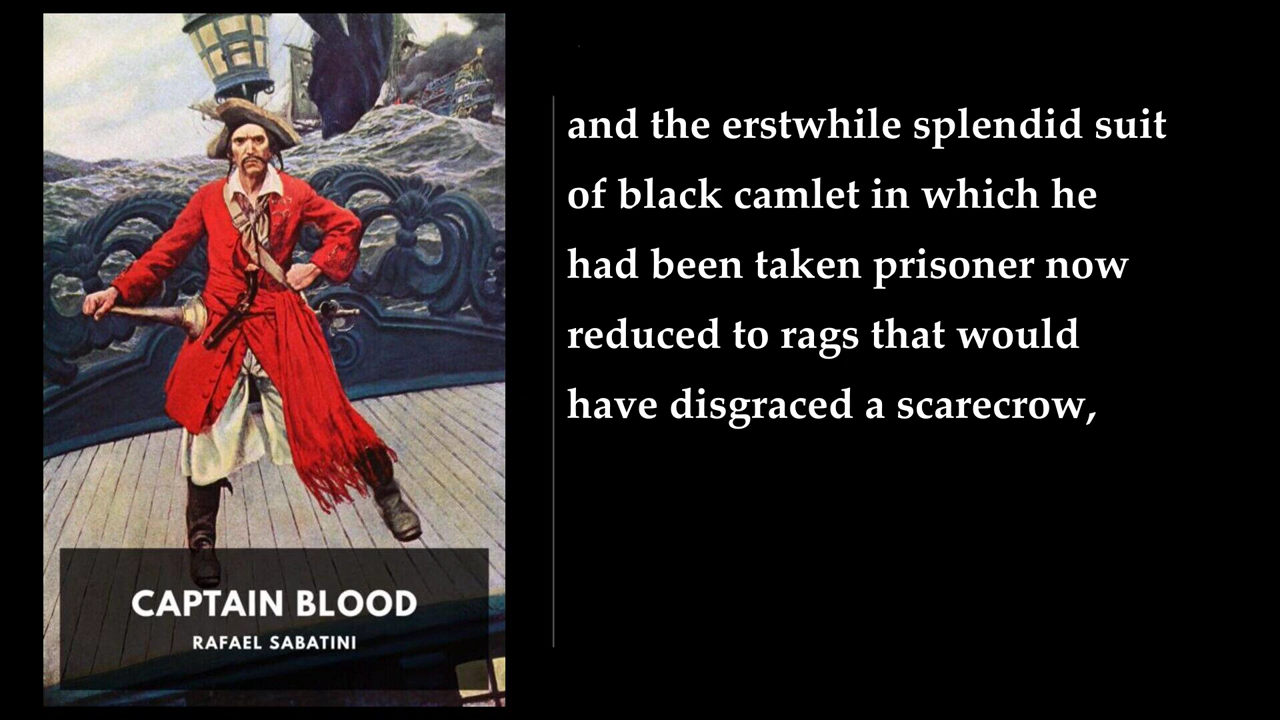 and the erstwhile splendid suit
of black camlet in which he
had been taken prisoner now
reduced to rags that would
have disgraced a scarecrow,
CAPTAIN BLOOD
RAFAEL SABATINI